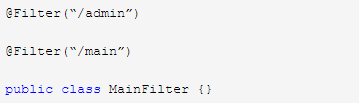 @Filter(“/admin”)
@Filter(“/main”)
public class MainFilter {}